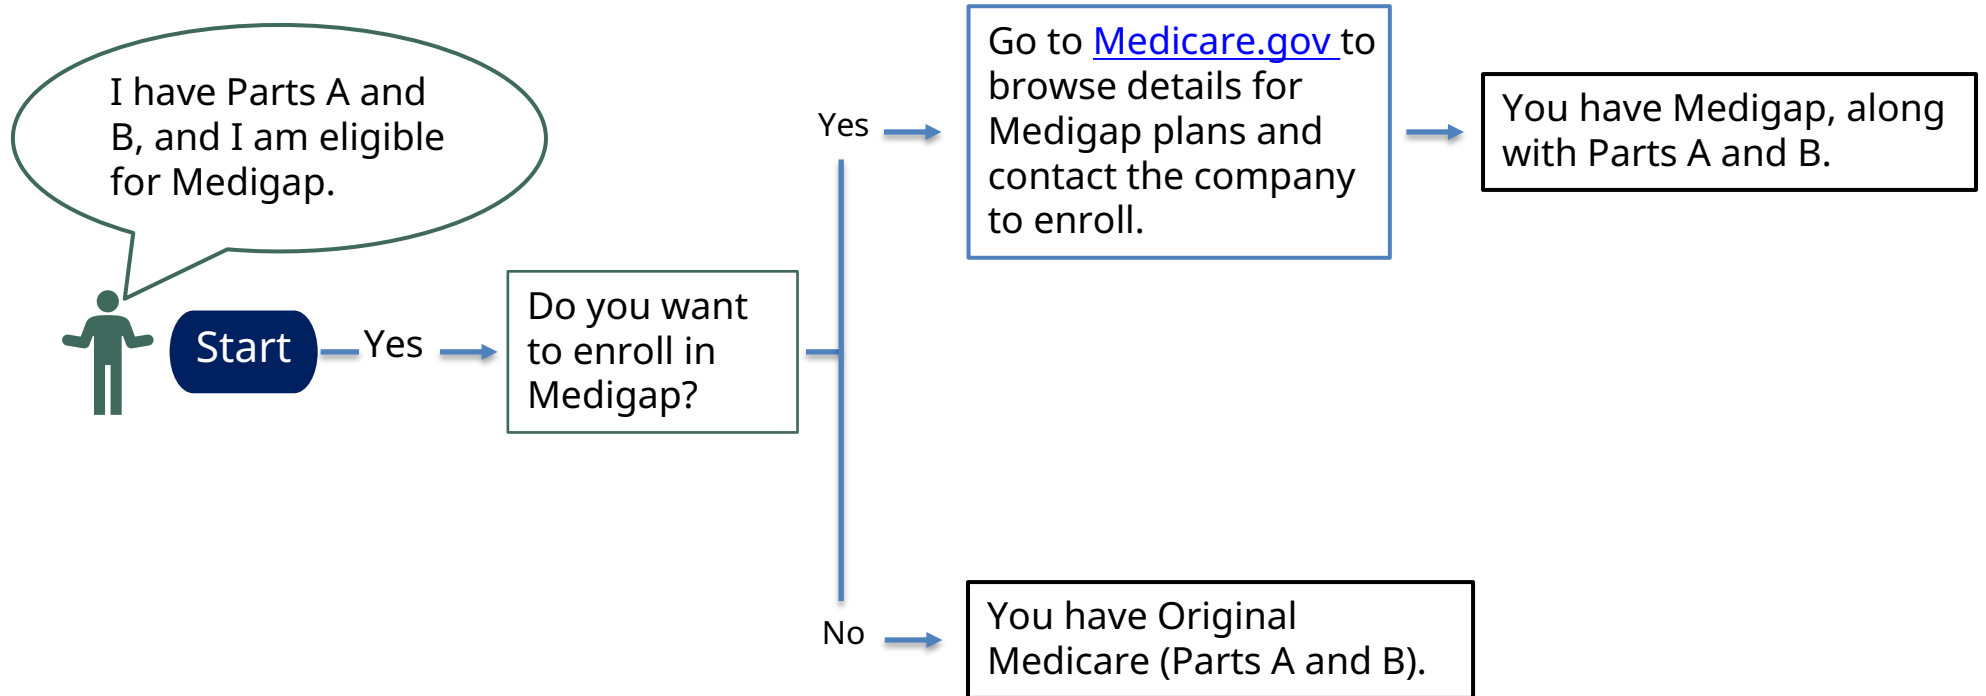 I have Parts A and
B, and I am eligible
for Medigap.
Start
Yes
Do you want
to enroll in
Medigap?
Yes
Go to Medicare.gov to
browse details for
Medigap plans and
contact the company
to enroll.
You have Medigap, along
with Parts A and B.
No
You have Original
Medicare (Parts A and B).